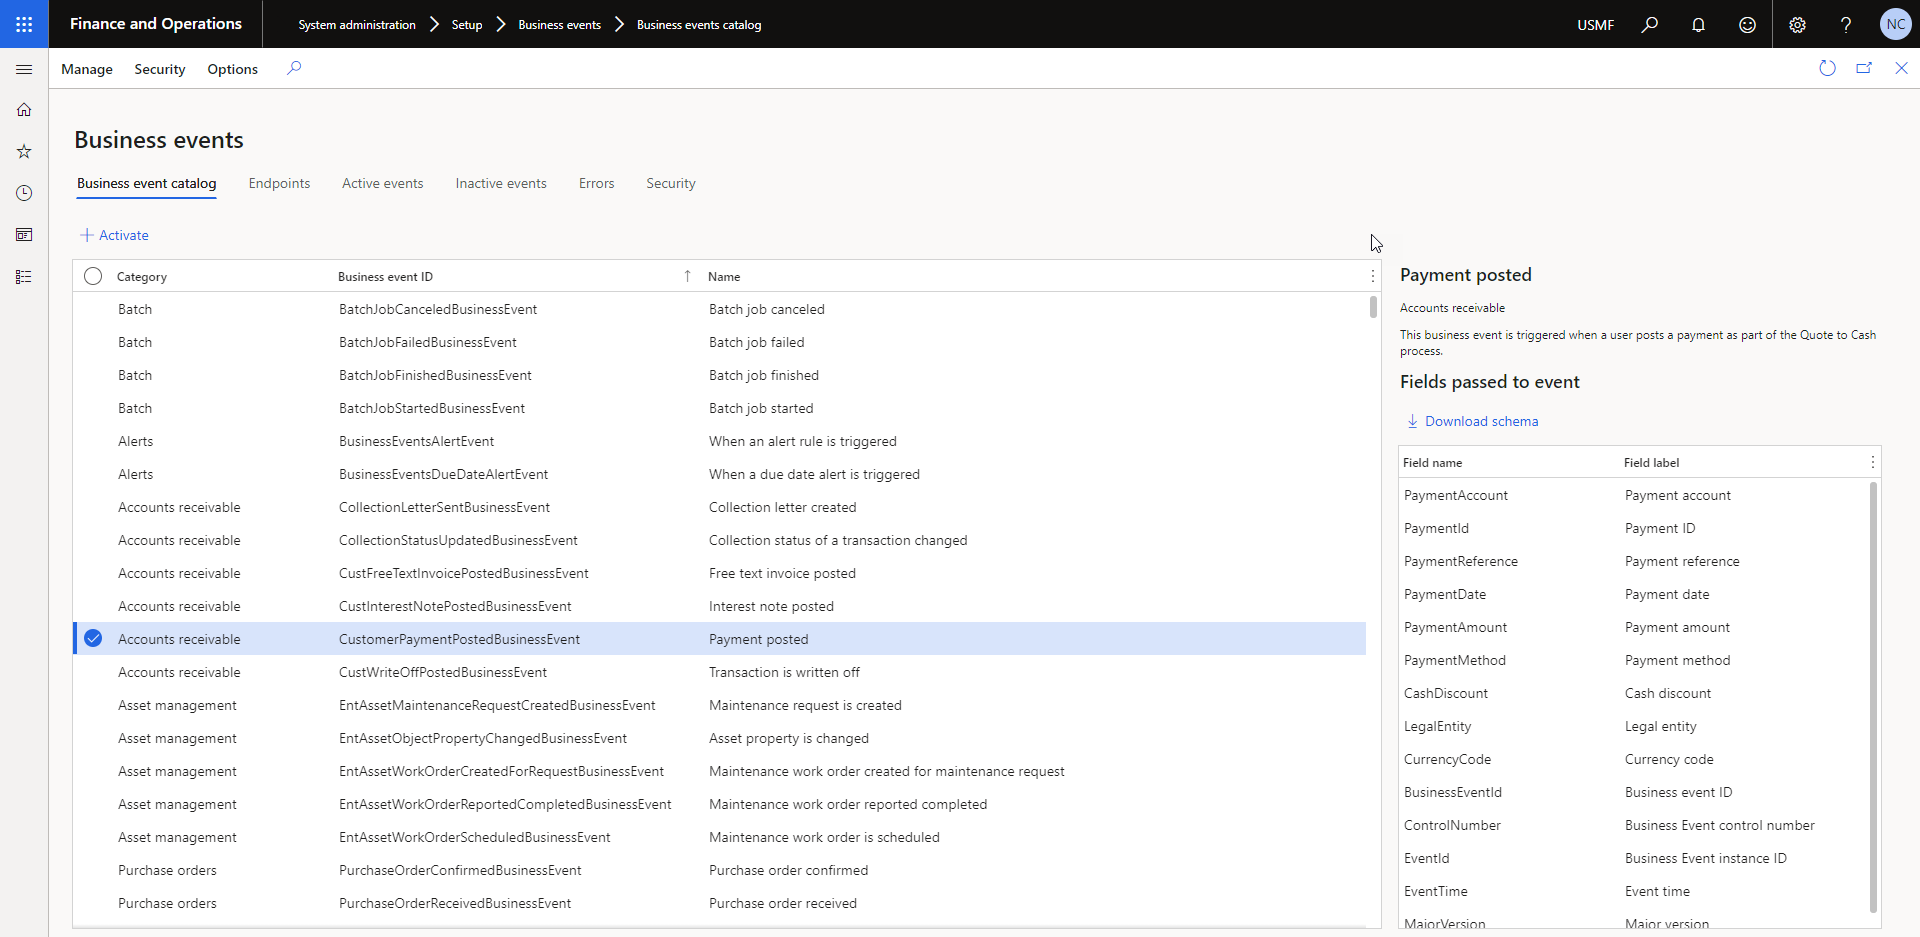 Finance and Operations
System administration Setup Business events Business events catalog
USMF
?
NC
Manage Security Options
Business events
Business event catalog Endpoints Active events Inactive events Errors Security
Activate
Category Business event ID Name
Batch BatchJobCanceledBusinessEvent Batch job canceled
Batch BatchJobFailedBusinessEvent Batch job failed
Batch BatchJobFinishedBusinessEvent Batch job finished
Batch BatchJobStartedBusinessEvent Batch job started
Alerts BusinessEventsAlertEvent When an alert rule is triggered
Alerts BusinessEventsDueDateAlertEvent When a due date alert is triggered
Accounts receivable CollectionLetterSentBusinessEvent Collection letter created
Accounts receivable CollectionStatusUpdatedBusinessEvent Collection status of a transaction changed
Accounts receivable CustFreeTextInvoicePostedBusinessEvent Free text invoice posted
Accounts receivable CustInterestNotePostedBusinessEvent Interest note posted
Accounts receivable CustomerPaymentPostedBusinessEvent Payment posted
Accounts receivable CustWriteOffPostedBusinessEvent Transaction is written off
Asset management EntAssetMaintenanceRequestCreatedBusinessEvent Maintenance request is created
Asset management EntAssetObjectPropertyChangedBusinessEvent Asset property is changed
Asset management EntAssetWorkOrderCreatedForRequestBusinessEvent Maintenance work order created for maintenance request
Asset management EntAssetWorkOrderReportedCompletedBusinessEvent Maintenance work order reported completed
Asset management EntAssetWorkOrderScheduledBusinessEvent Maintenance work order is scheduled
Purchase orders PurchaseOrderConfirmedBusinessEvent Purchase order confirmed
Purchase orders PurchaseOrderReceivedBusinessEvent Purchase order received
Payment posted
Accounts receivable
This business event is triggered when a user posts a payment as part of the Quote to Cash
process.
Fields passed to event
Download schema
Field name Field label
PaymentAccount Payment account
PaymentId Payment ID
PaymentReference Payment reference
PaymentDate Payment date
PaymentAmount Payment amount
PaymentMethod Payment method
CashDiscount Cash discount
LegalEntity Legal entity
CurrencyCode Currency code
BusinessEventId Business event ID
ControlNumber Business Event control number
EventId Business Event instance ID
EventTime Event time
MajorVersion Major version